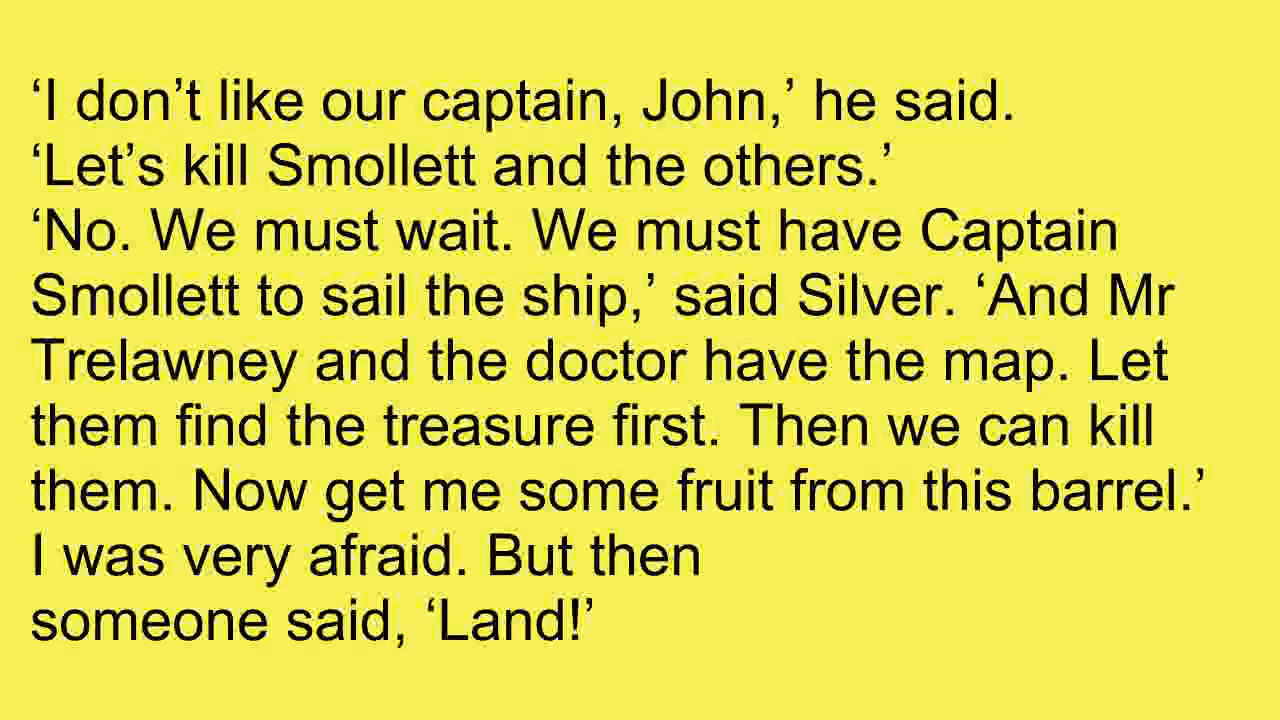 ‘I don’t like our captain, John,’ he said.
‘Let’s kill Smollett and the others.’
‘No. We must wait. We must have Captain
Smollett to sail the ship,’ said Silver. ‘And Mr
Trelawney and the doctor have the map. Let
them find the treasure first. Then we can kill
them. Now get me some fruit from this barrel.’
I was very afraid. But then
someone said, ‘Land!’